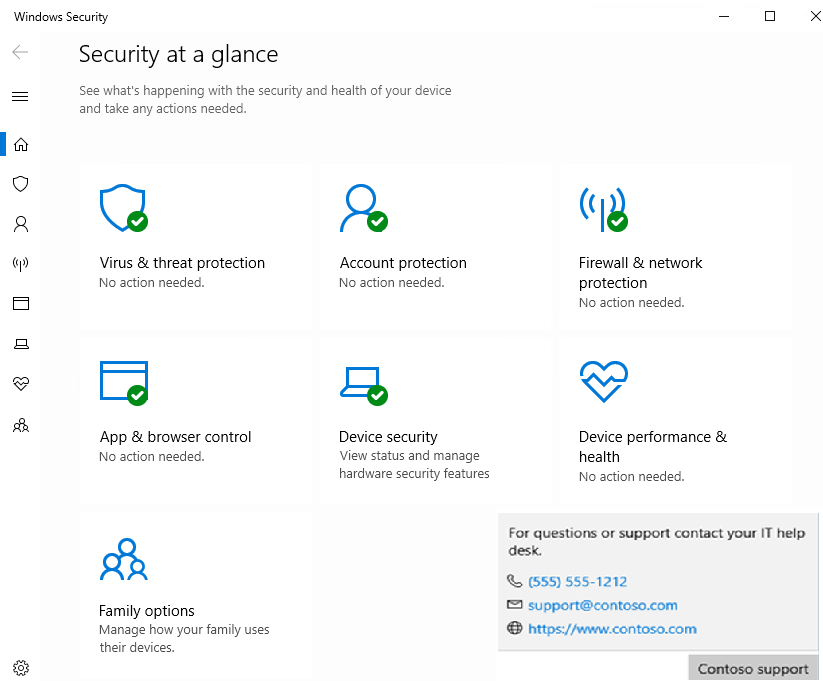 Windows Security
Security at a glance
See what's happening with the security and health of your device
and take any actions needed.
Virus & threat protection
No action needed.
Account protection
No action needed.
Firewall & network
protection
No action needed.
App & browser control
No action needed.
Device security
View status and manage
hardware security features
Device performance &
health
No action needed.
Family options
Manage how your family uses
their devices.
For questions or support contact your IT help
desk.
(555) 555-1212
support@contoso.com
https://www.contoso.com
Contoso support